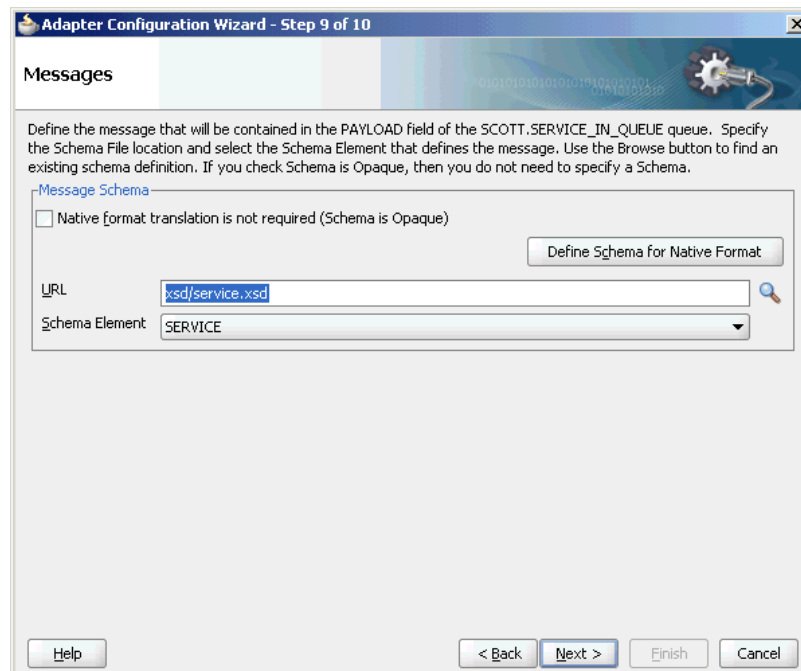 Adapter Configuration Wizard - Step 9 of 10
Messages
Define the message that will be contained in the PAYLOAD field of the SCOTT.SERVICE_IN_QUEUE queue. Specify
the Schema File location and select the Schema Element that defines the message. Use the Browse button to find an
existing schema definition. If you check Schema is Opaque, then you do not need to specify a Schema.
Message Schema
Native format translation is not required (Schema is Opaque)
Define Schema for Native Format
URL xsd/service.xsd
Schema Element SERVICE
Help < Back Next > Finish Cancel